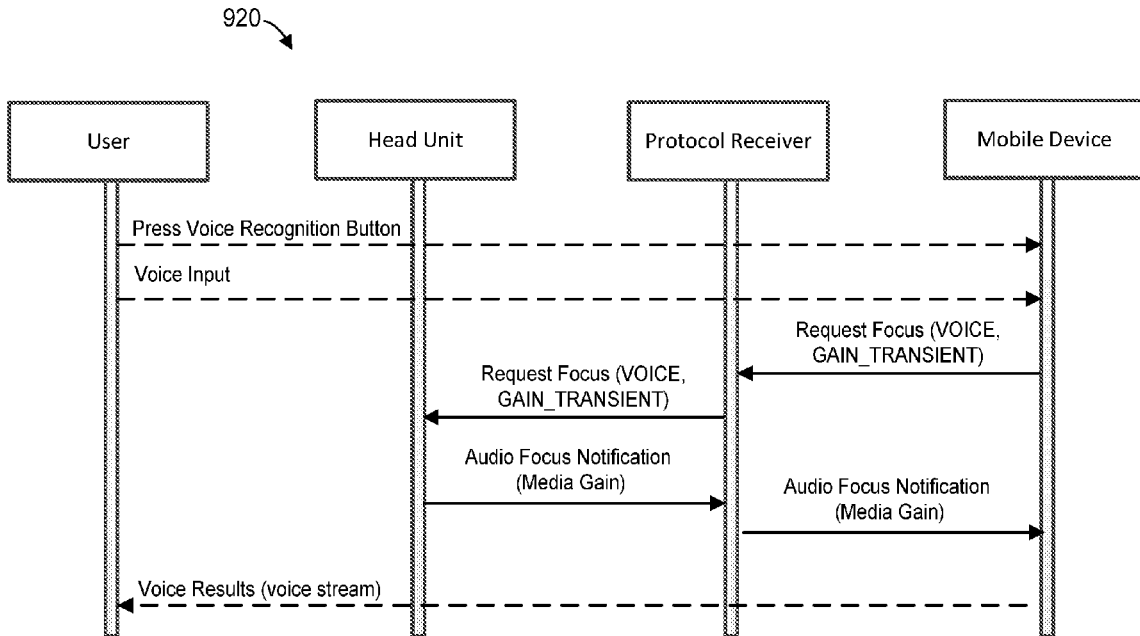 920
User
Head Unit
Protocol Receiver
Mobile Device
Press Voice Recognition Button
Voice Input
Request Focus (VOICE,
GAIN_TRANSIENT)
Request Focus (VOICE,
GAIN_TRANSIENT)
Audio Focus Notification
(Media Gain)
Audio Focus Notification
(Media Gain)
Voice Results (voice stream)